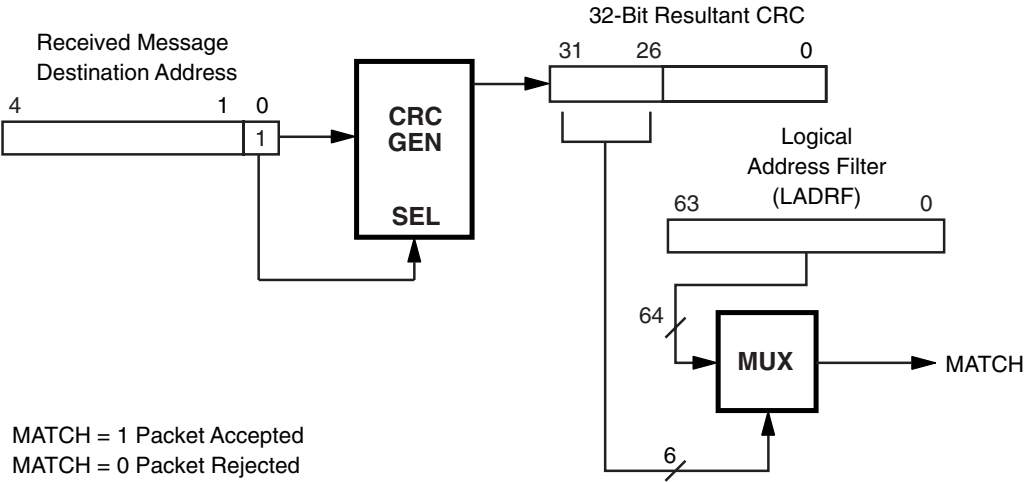 32-Bit Resultant CRC
Received Message
Destination Address
31 26 0
4 1 0
1
CRC
GEN
SEL
Logical
Address Filter
(LADRF)
63 0
64
MUX
MATCH
6
MATCH = 1 Packet Accepted
MATCH = 0 Packet Rejected